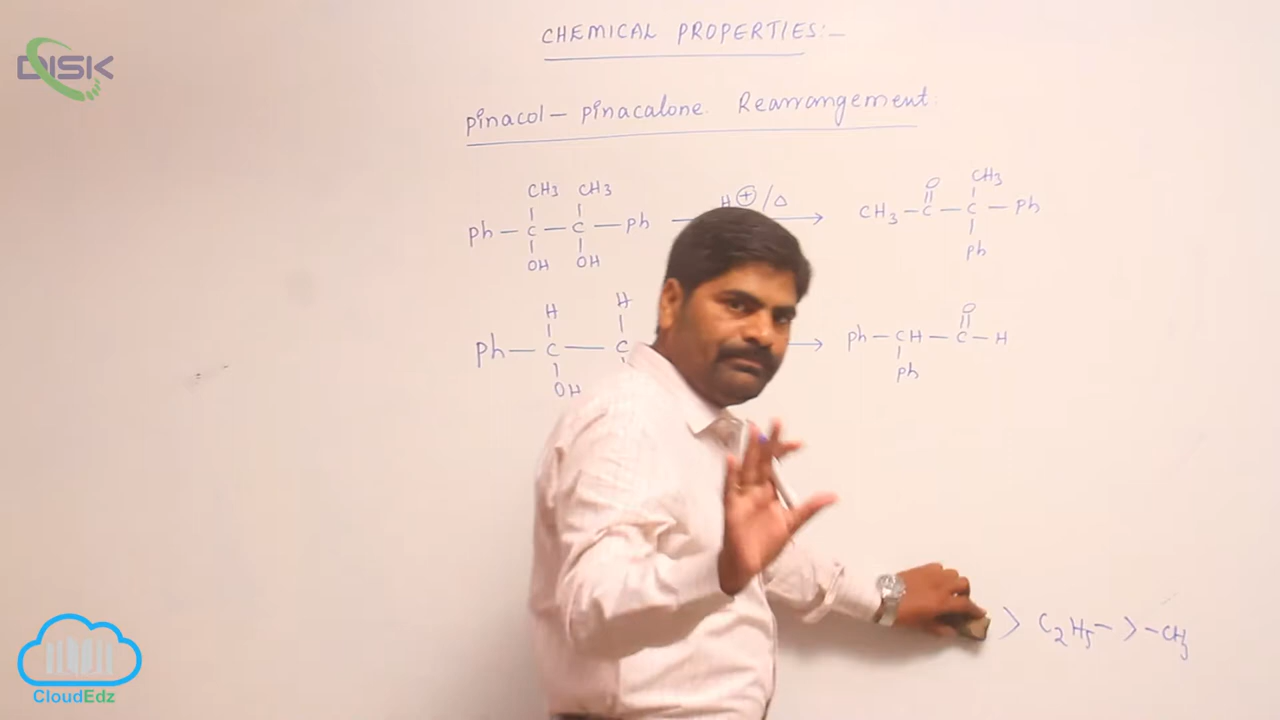 DISK
CHEMICAL PROPERTIES:-
Pinacol - Pinacalone. Rearrangement.
CH3 CH3
H⊕/△
Ph - C - C - Ph
OH OH
O CH3
CH3 - C - C - Ph
Ph
H H
Ph - C - C
OH
O
Ph - CH - C - H
Ph
> C2H5 - > - CH3
CloudEdz